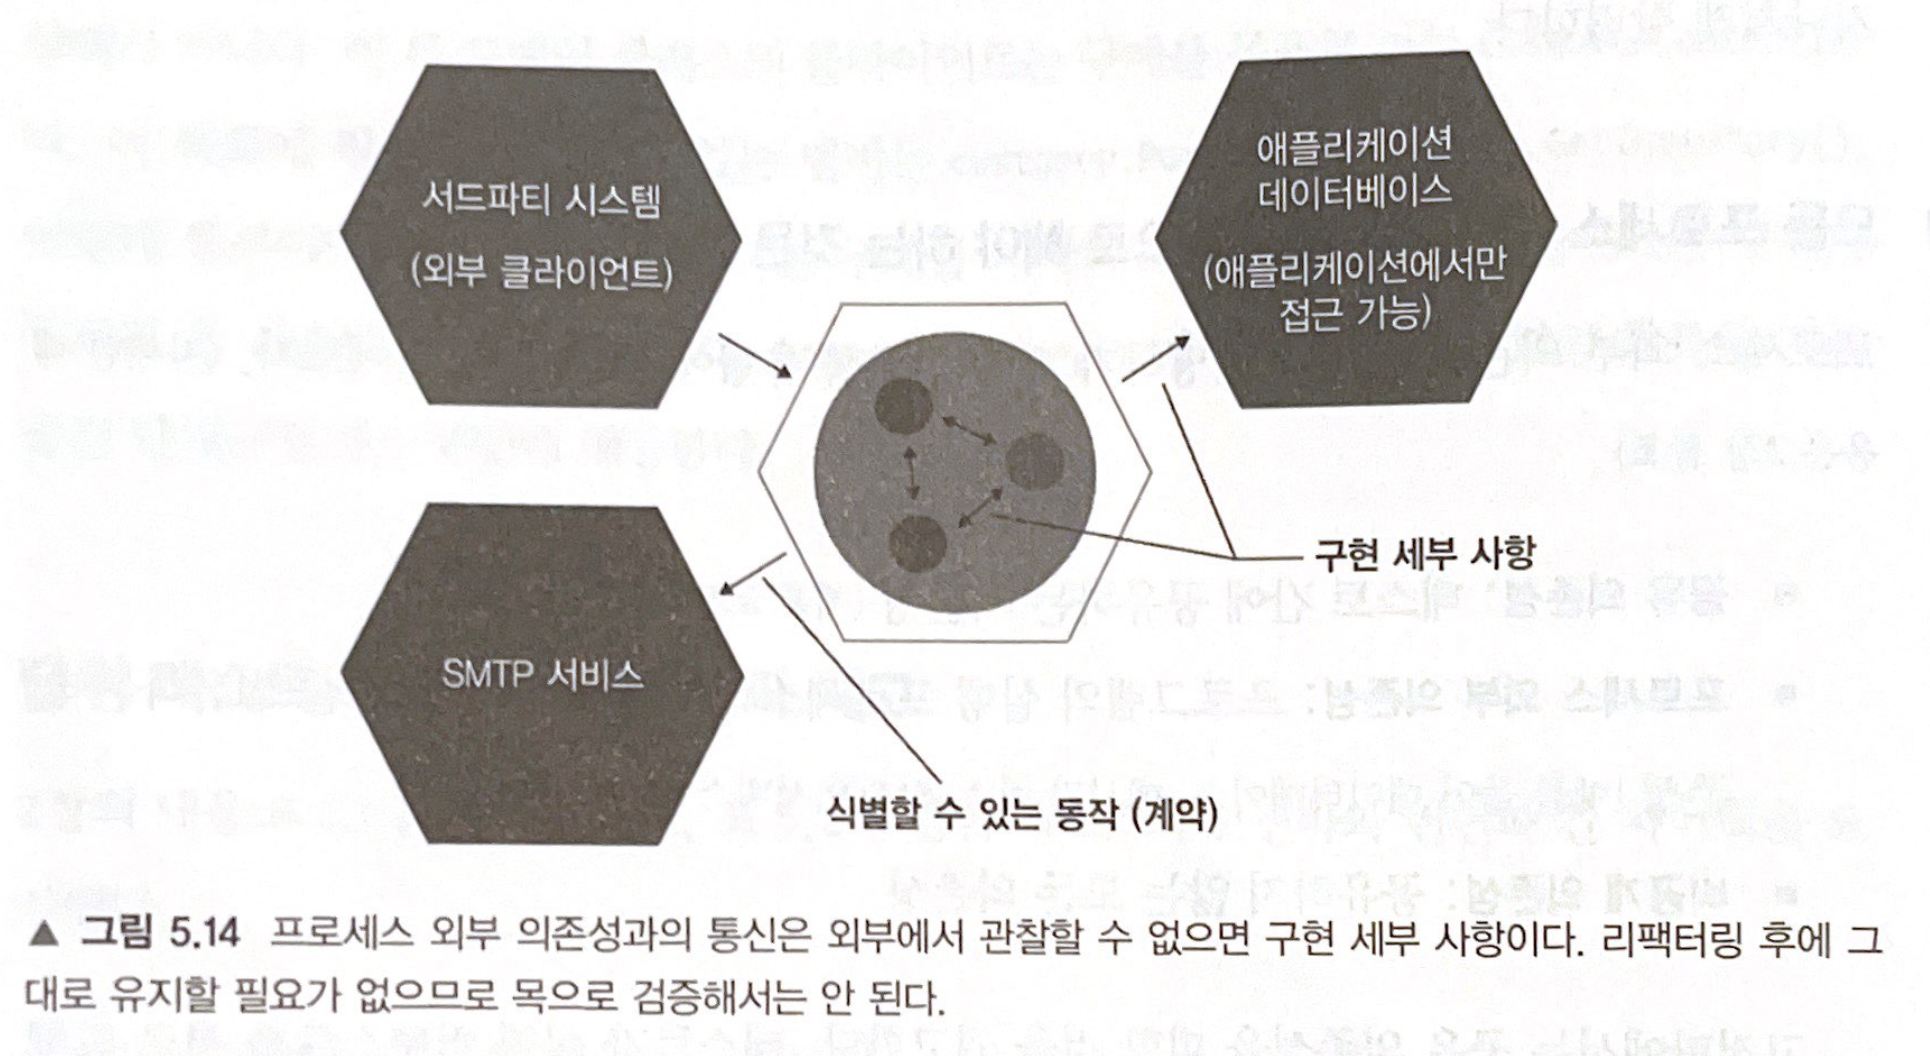 서드파티 시스템
(외부 클라이언트)
애플리케이션
데이터베이스
(애플리케이션에서만
접근 가능)
구현 세부 사항
SMTP 서비스
식별할 수 있는 동작 (계약)
▲ 그림 5.14 프로세스 외부 의존성과의 통신은 외부에서 관찰할 수 없으면 구현 세부 사항이다. 리팩터링 후에 그
대로 유지할 필요가 없으므로 목으로 검증해서는 안 된다.